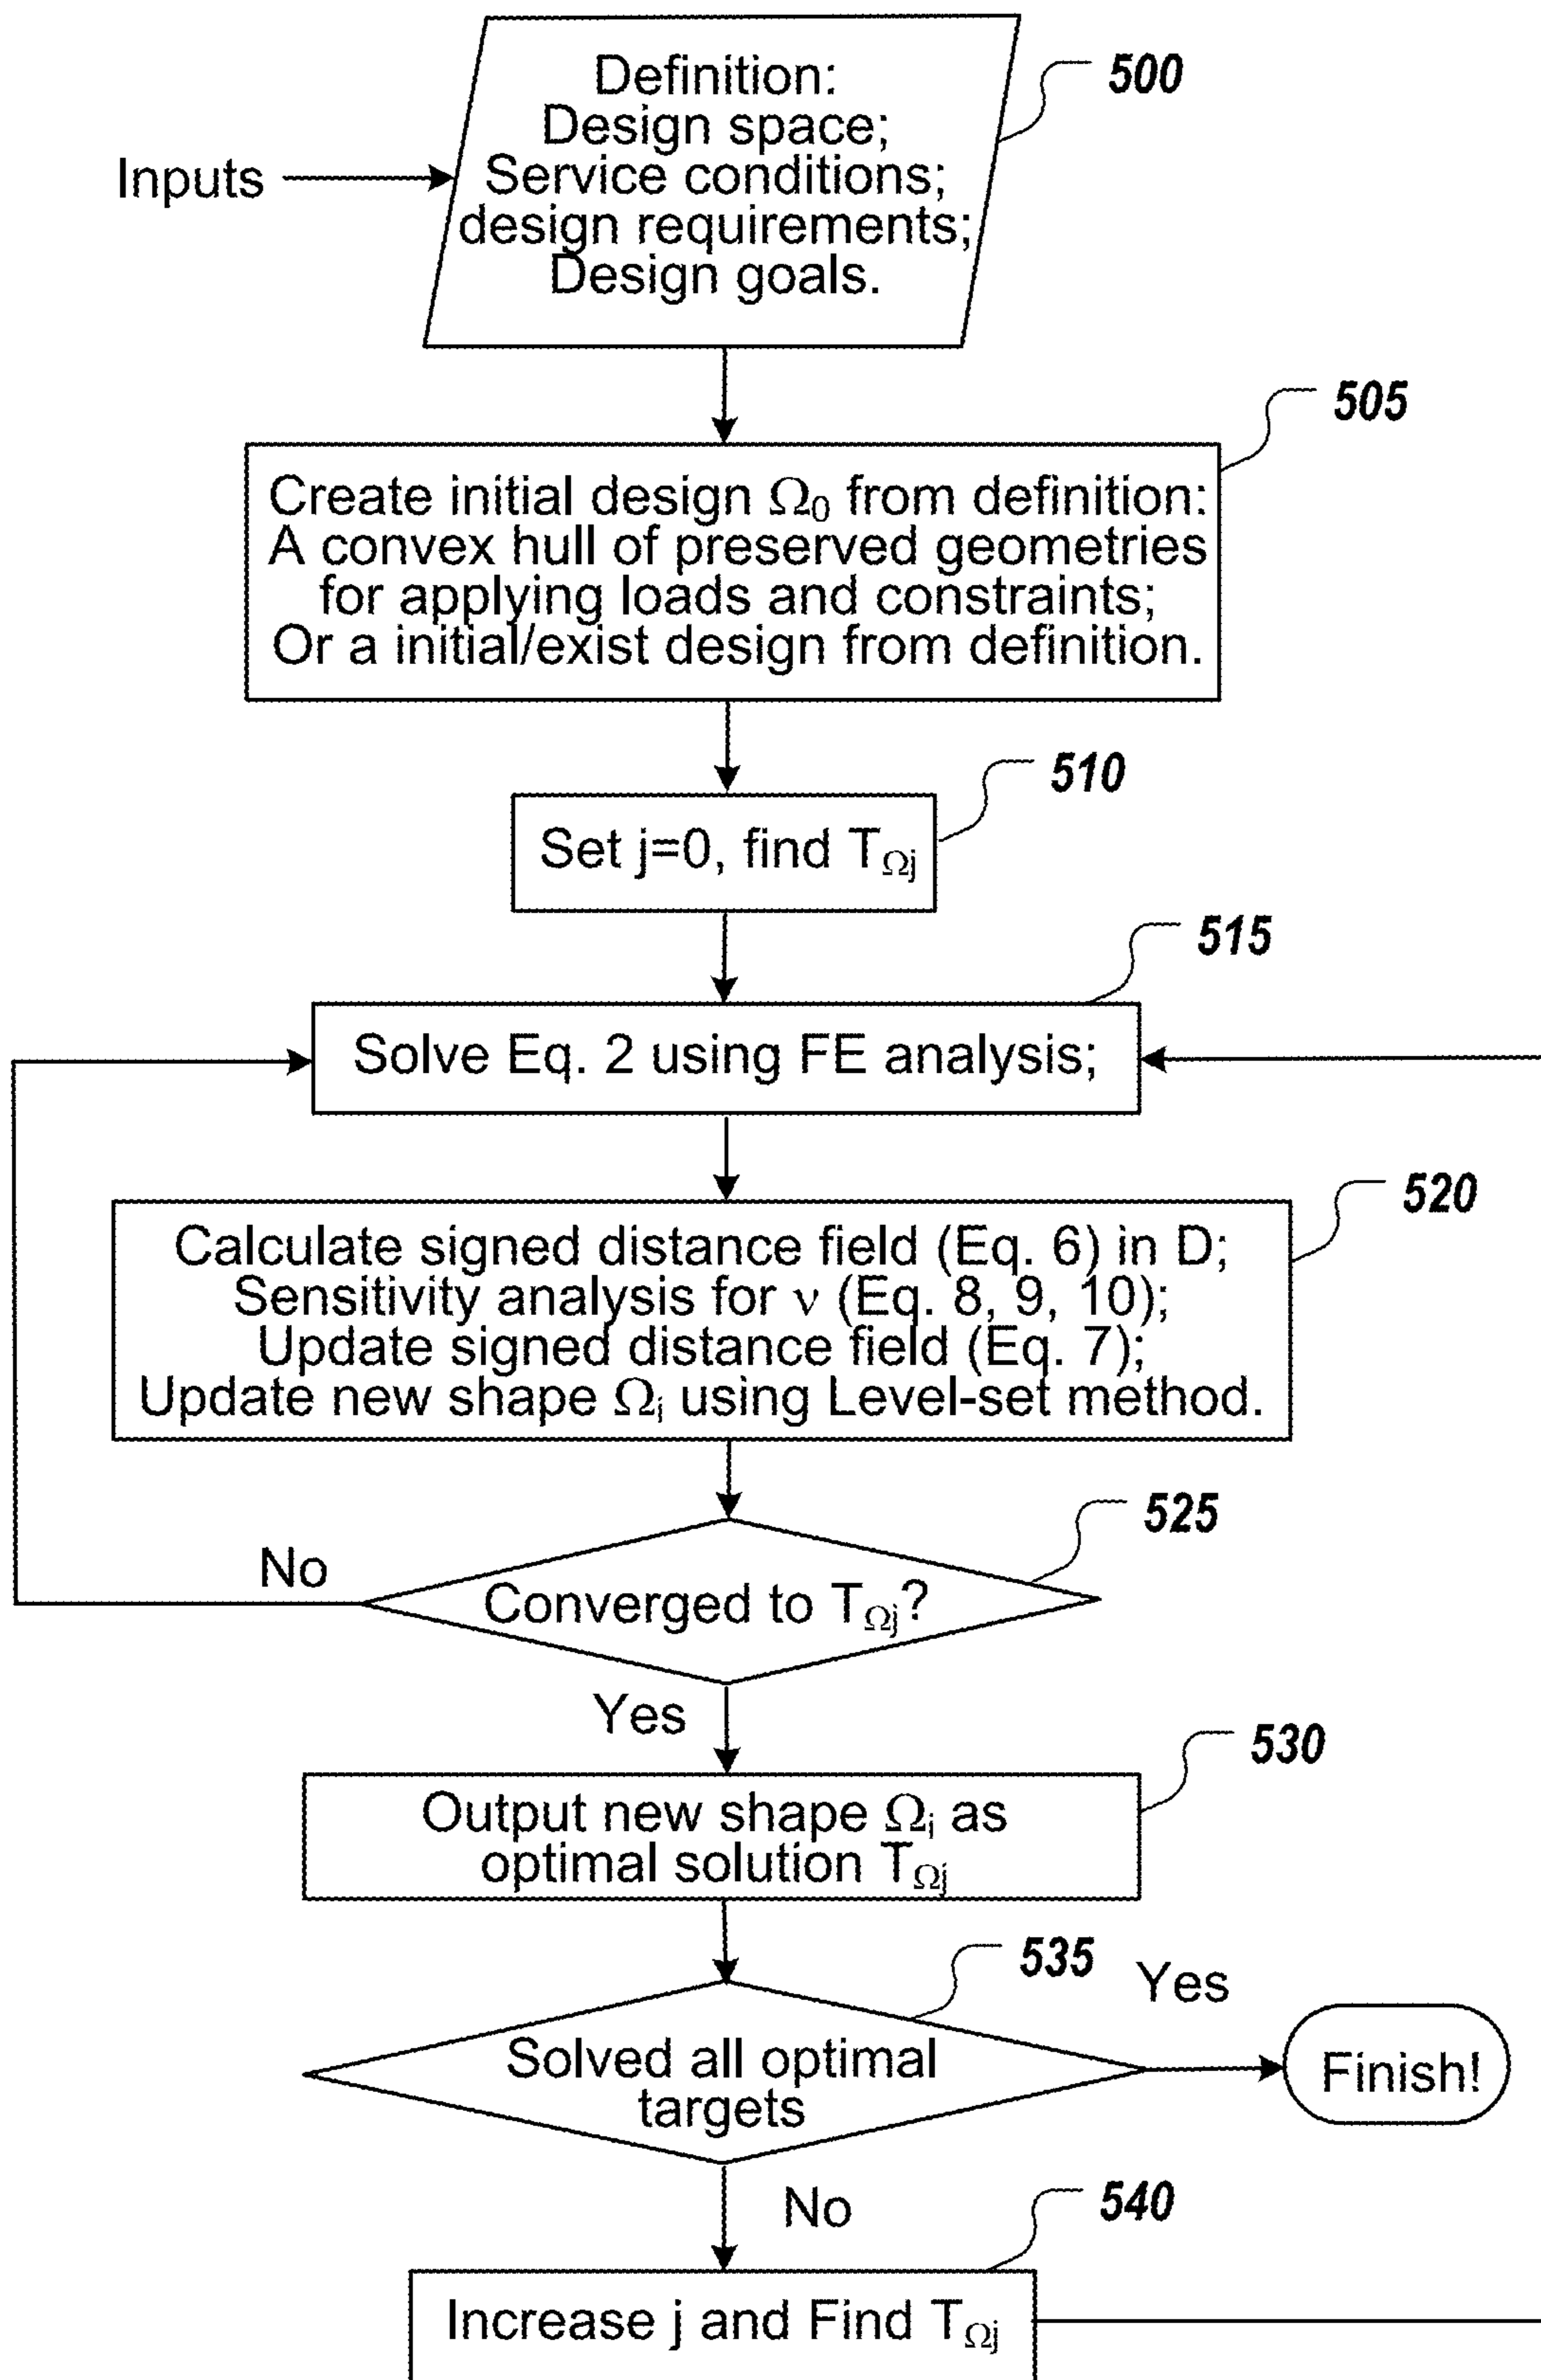 Definition:
Design space;
Service conditions;
design requirements;
Design goals.
500
Inputs
505
Create initial design Ω₀ from definition:
A convex hull of preserved geometries
for applying loads and constraints;
Or a initial/exist design from definition.
510
Set j=0, find T_Ωj
515
Solve Eq. 2 using FE analysis;
520
Calculate signed distance field (Eq. 6) in D;
Sensitivity analysis for ν (Eq. 8, 9, 10);
Update signed distance field (Eq. 7);
Update new shape Ωᵢ using Level-set method.
525
No
Converged to T_Ωj?
Yes
530
Output new shape Ωᵢ as
optimal solution T_Ωj
535
Yes
Solved all optimal
targets
Finish!
No
540
Increase j and Find T_Ωj